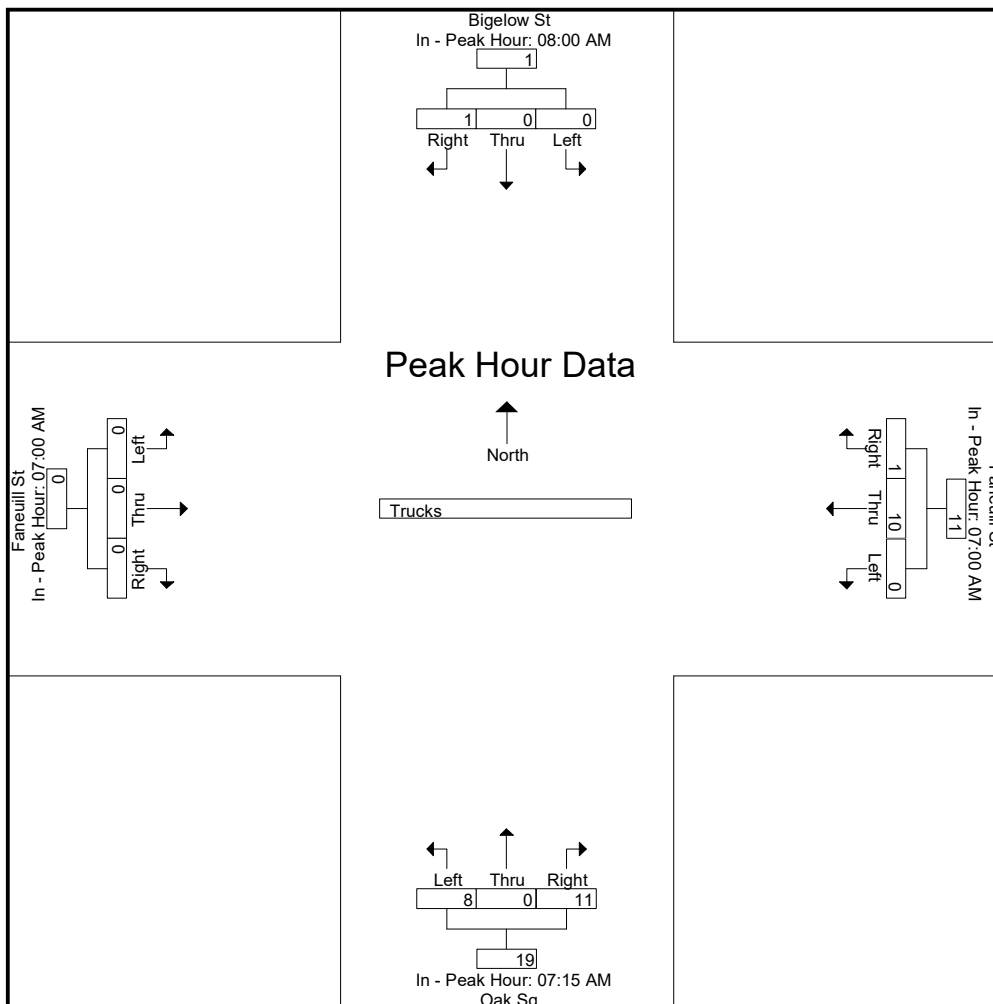 Bigelow St
In - Peak Hour: 08:00 AM
1
1 0 0
Right Thru Left
Peak Hour Data
North
Trucks
Faneuill St
In - Peak Hour: 07:00 AM
0
0 0 0
Left Thru Right
In - Peak Hour: 07:00 AM
11
1 10 0
Right Thru Left
Left Thru Right
8 0 11
19
In - Peak Hour: 07:15 AM
Oak Sq